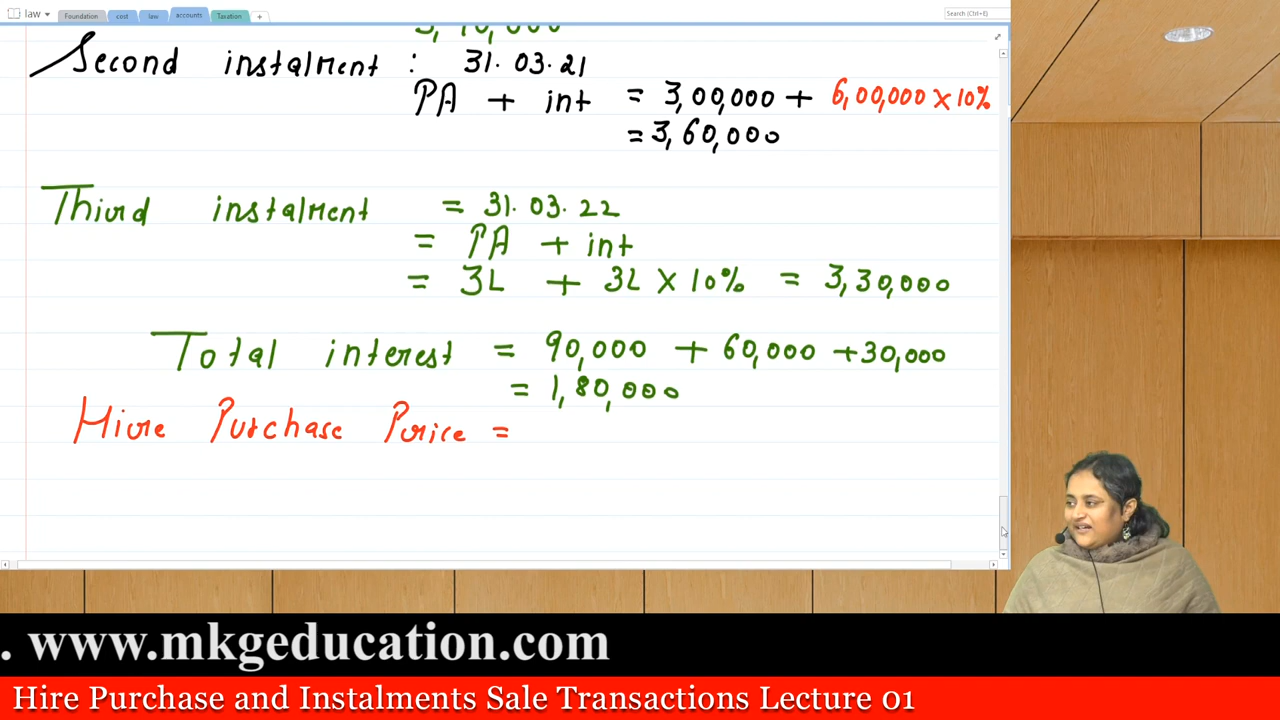 law
Foundation
cost
law
accounts
Taxation
Search (Ctrl+E)
Second instalment : 31.03.21
PA + int = 3,00,000 + 6,00,000 × 10%
= 3,60,000
Third instalment = 31.03.22
= PA + int
= 3L + 3L × 10% = 3,30,000
Total interest = 90,000 + 60,000 + 30,000
= 1,80,000
Hire Purchase Price =
. www.mkgeducation.com
Hire Purchase and Instalments Sale Transactions Lecture 01